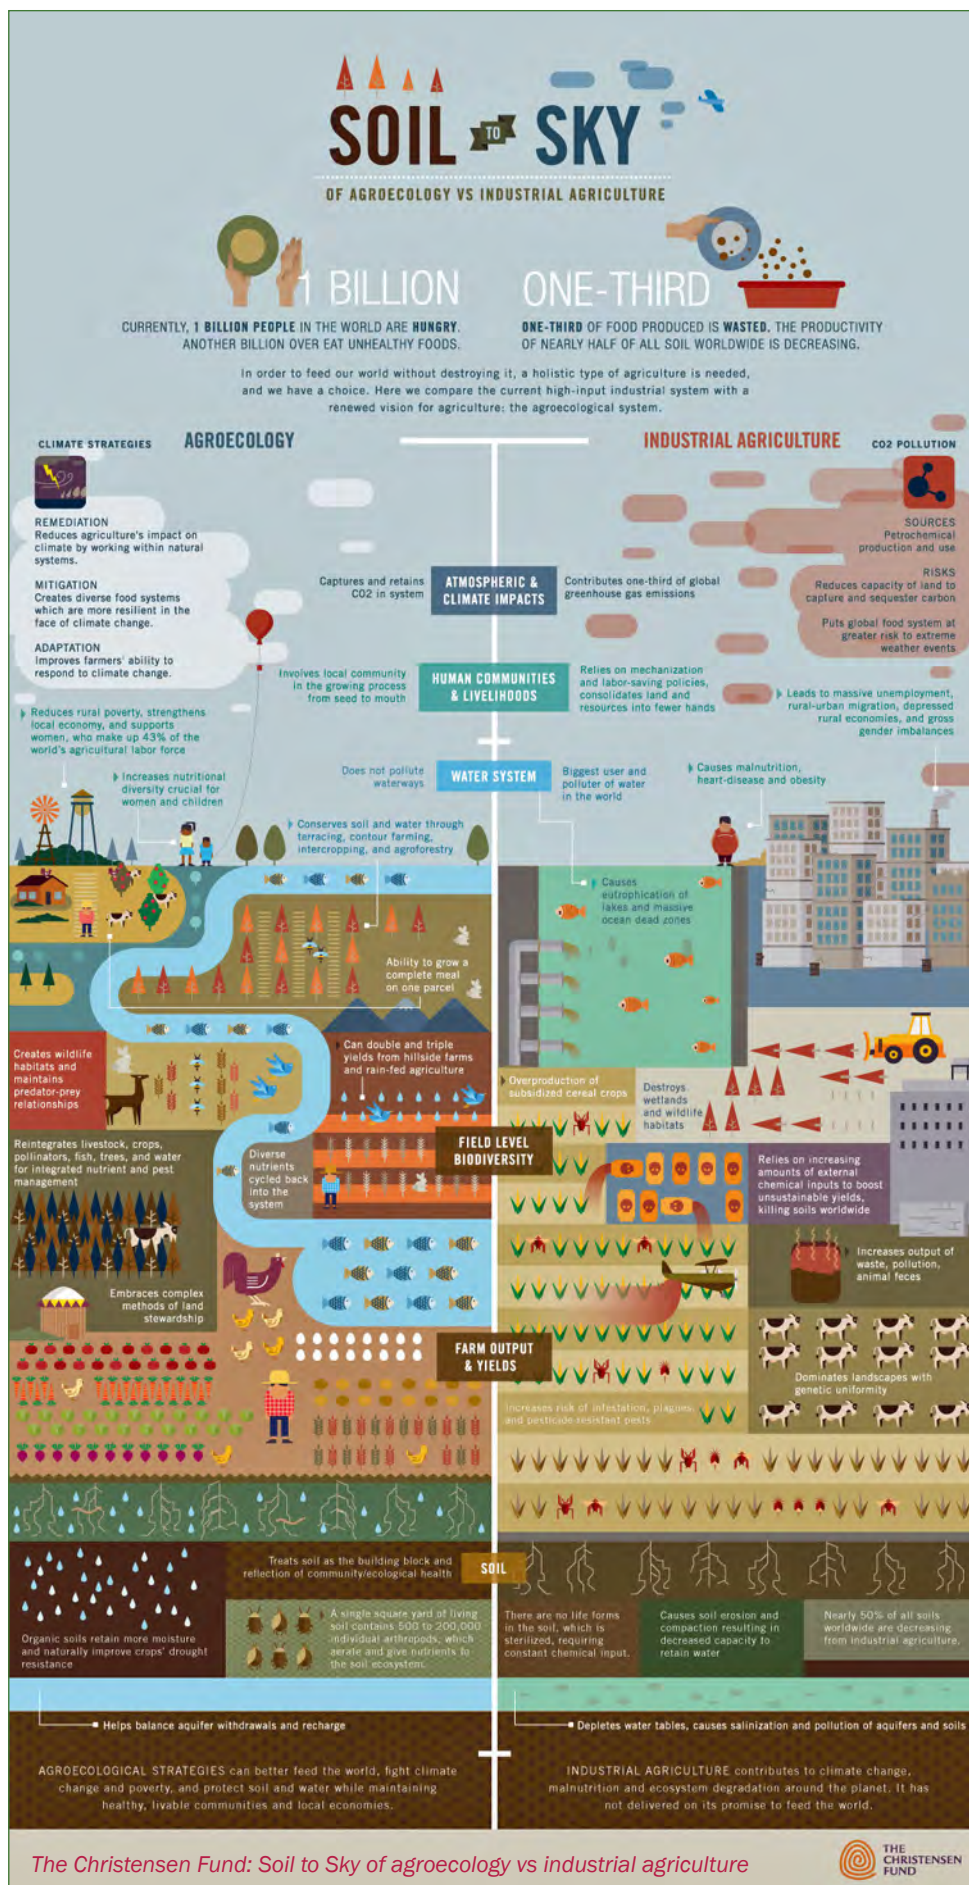 SOIL TO SKY
OF AGROECOLOGY VS INDUSTRIAL AGRICULTURE
1 BILLION
CURRENTLY, 1 BILLION PEOPLE IN THE WORLD ARE HUNGRY.
ANOTHER BILLION OVER EAT UNHEALTHY FOODS.
ONE-THIRD
ONE-THIRD OF FOOD PRODUCED IS WASTED. THE PRODUCTIVITY
OF NEARLY HALF OF ALL SOIL WORLDWIDE IS DECREASING.
In order to feed our world without destroying it, a holistic type of agriculture is needed,
and we have a choice. Here we compare the current high-input industrial system with a
renewed vision for agriculture: the agroecological system.
CLIMATE STRATEGIES
AGROECOLOGY
INDUSTRIAL AGRICULTURE
CO2 POLLUTION
REMEDIATION
Reduces agriculture's impact on
climate by working within natural
systems.
MITIGATION
Creates diverse food systems
which are more resilient in the
face of climate change.
ADAPTATION
Improves farmers' ability to
respond to climate change.
SOURCES
Petrochemical
production and use
RISKS
Reduces capacity of land to
capture and sequester carbon
Puts global food system at
greater risk to extreme
weather events
Captures and retains
CO2 in system
ATMOSPHERIC &
CLIMATE IMPACTS
Contributes one-third of global
greenhouse gas emissions
Involves local community
in the growing process
from seed to mouth
HUMAN COMMUNITIES
& LIVELIHOODS
Relies on mechanization
and labor-saving policies,
consolidates land and
resources into fewer hands
Reduces rural poverty, strengthens
local economy, and supports
women, who make up 43% of the
world's agricultural labor force
Leads to massive unemployment,
rural-urban migration, depressed
rural economies, and gross
gender imbalances
Increases nutritional
diversity crucial for
women and children
Does not pollute
waterways
WATER SYSTEM
Biggest user and
polluter of water
in the world
Causes malnutrition,
heart-disease and obesity
Conserves soil and water through
terracing, contour farming,
intercropping, and agroforestry
Causes
eutrophication of
lakes and massive
ocean dead zones
Ability to grow a
complete meal
on one parcel
Creates wildlife
habitats and
maintains
predator-prey
relationships
Can double and triple
yields from hillside farms
and rain-fed agriculture
Overproduction of
subsidized cereal crops
Destroys
wetlands
and wildlife
habitats
Reintegrates livestock, crops,
pollinators, fish, trees, and water
for integrated nutrient and pest
management
Diverse
nutrients
cycled back
into the
system
FIELD LEVEL
BIODIVERSITY
Relies on increasing
amounts of external
chemical inputs to boost
unsustainable yields,
killing soils worldwide
Increases output of
waste, pollution,
animal feces
Embraces complex
methods of land
stewardship
FARM OUTPUT
& YIELDS
Dominates landscapes with
genetic uniformity
Increases risk of infestation, plagues,
and pesticide-resistant pests
Treats soil as the building block and
reflection of community/ecological health
SOIL
Organic soils retain more moisture
and naturally improve crops' drought
resistance
A single square yard of living
soil contains 500 to 200,000
individual arthropods, which
aerate and give nutrients to
the soil ecosystem.
There are no life forms
in the soil, which is
sterilized, requiring
constant chemical input.
Causes soil erosion and
compaction resulting in
decreased capacity to
retain water
Nearly 50% of all soils
worldwide are decreasing
from industrial agriculture.
Helps balance aquifer withdrawals and recharge
Depletes water tables, causes salinization and pollution of aquifers and soils
AGROECOLOGICAL STRATEGIES can better feed the world, fight climate
change and poverty, and protect soil and water while maintaining
healthy, livable communities and local economies.
INDUSTRIAL AGRICULTURE contributes to climate change,
malnutrition and ecosystem degradation around the planet. It has
not delivered on its promise to feed the world.
The Christensen Fund: Soil to Sky of agroecology vs industrial agriculture
THE
CHRISTENSEN
FUND